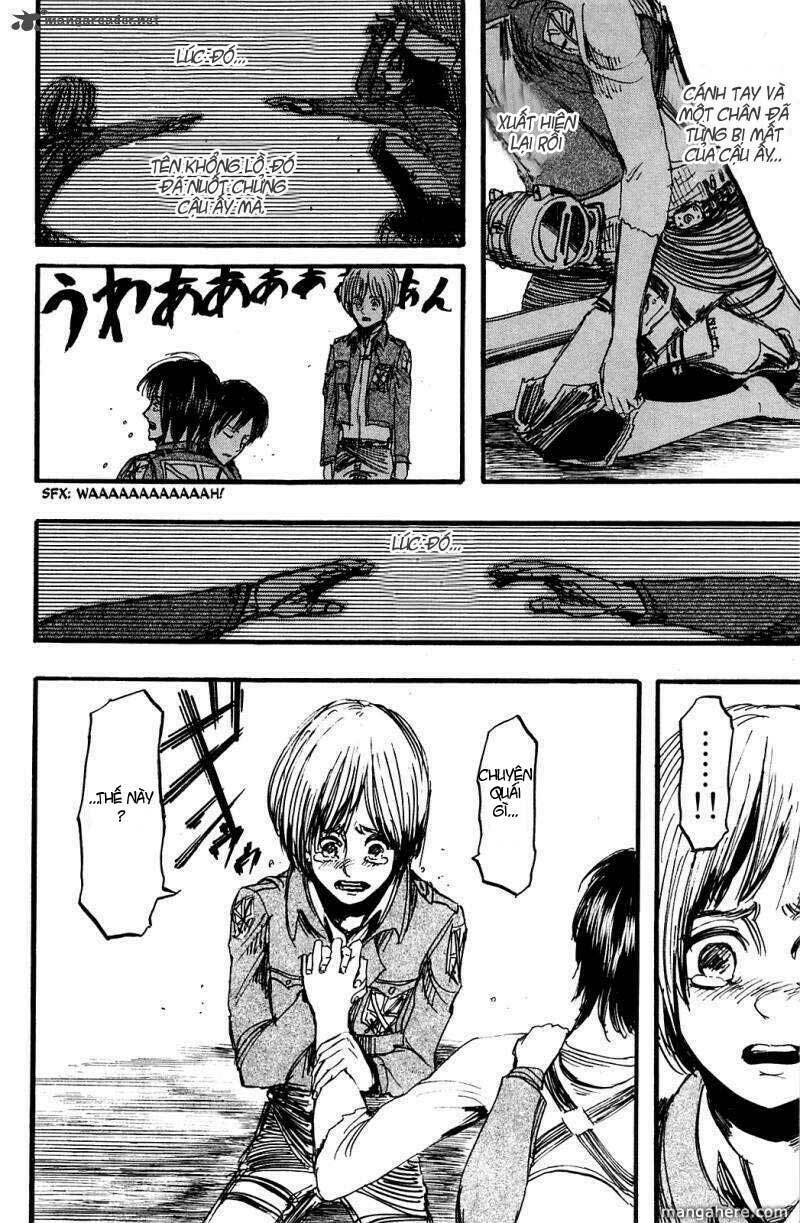 mangareader.net
CÁNH TAY VÀ
MỘT CHÂN ĐÃ
TỪNG BỊ MẤT
CỦA CẬU ẤY...
XUẤT HIỆN
LẠI RỒI
LÚC ĐÓ...
TÊN KHỔNG LỒ ĐÓ
ĐÃ NUỐT CHỬNG
CẬU ẤY MÀ.
うわあああああああん
SFX: WAAAAAAAAAAAAH!
LÚC ĐÓ...
......!!
CHUYỆN
QUÁI
GÌ...
...THẾ NÀY
?
mangahere.com